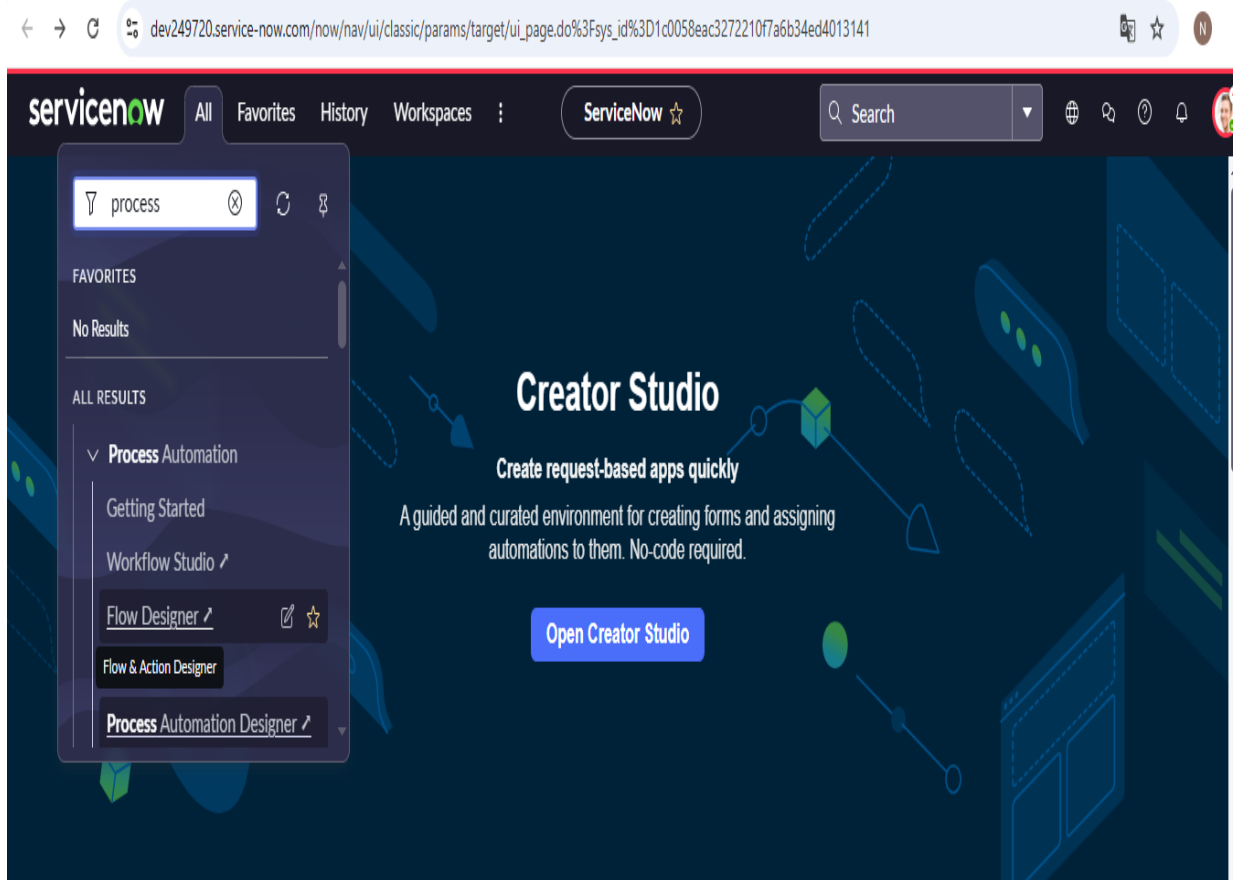 dev249720.service-now.com/now/nav/ui/classic/params/target/ui_page.do%3Fsys_id%3D1c0058eac3272210f7a6b34ed4013141
N
servicenow All Favorites History Workspaces ServiceNow Search
process
FAVORITES
No Results
ALL RESULTS
Process Automation
Getting Started
Workflow Studio
Flow Designer
Flow & Action Designer
Process Automation Designer
Creator Studio
Create request-based apps quickly
A guided and curated environment for creating forms and assigning
automations to them. No-code required.
Open Creator Studio